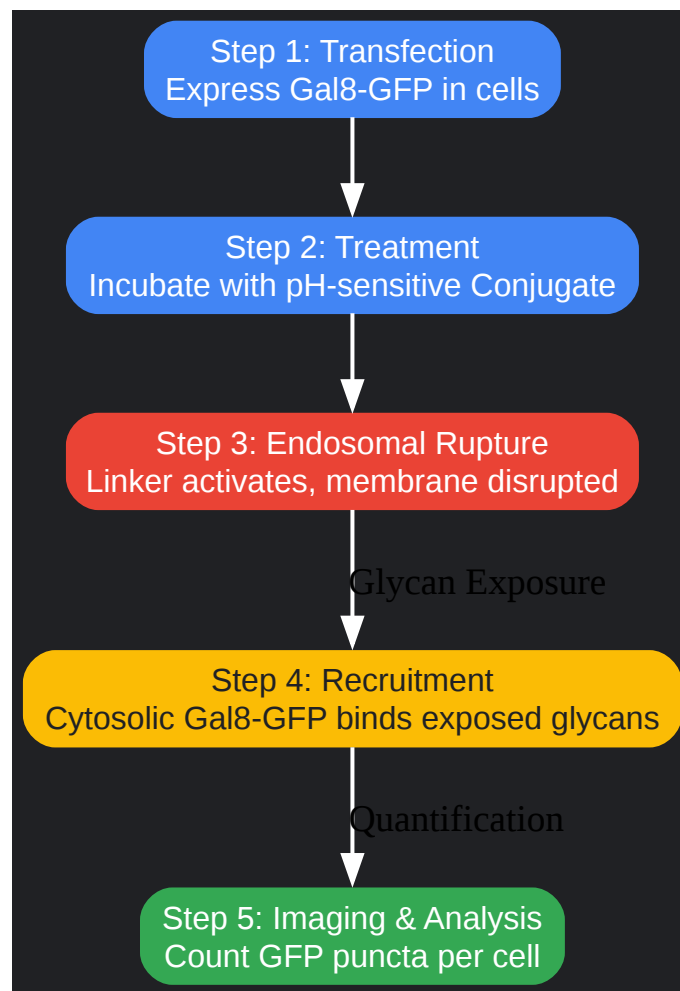 Step 1: Transfection
Express Gal8-GFP in cells
Step 2: Treatment
Incubate with pH-sensitive Conjugate
Step 3: Endosomal Rupture
Linker activates, membrane disrupted
Glycan Exposure
Step 4: Recruitment
Cytosolic Gal8-GFP binds exposed glycans
Quantification
Step 5: Imaging & Analysis
Count GFP puncta per cell